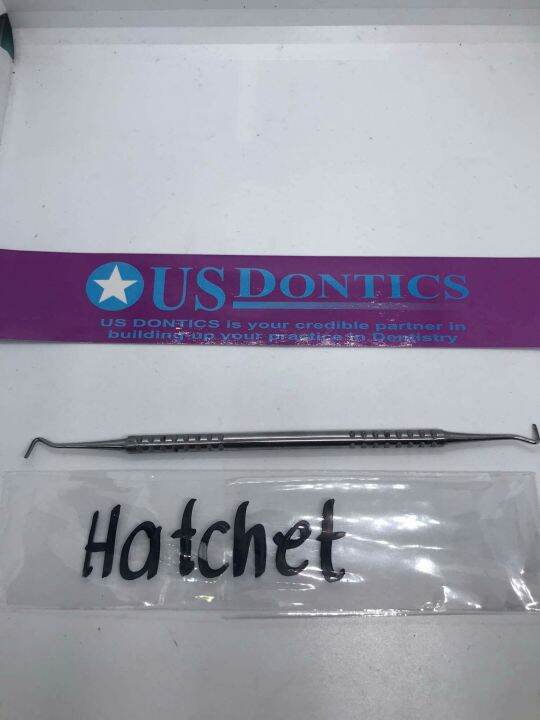 US DONTICS
US DONTICS is your credible partner in
building-up your practice in Dentistry
Hatchet